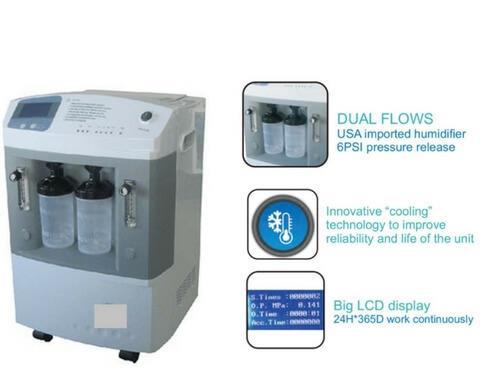 DUAL FLOWS
USA imported humidifier
6PSI pressure release
Innovative “cooling”
technology to improve
reliability and life of the unit
S.Times :0000002
O.P. MPa: 0.141
O.Time :0000:01
Acc.Time:0000000
Big LCD display
24H*365D work continuously